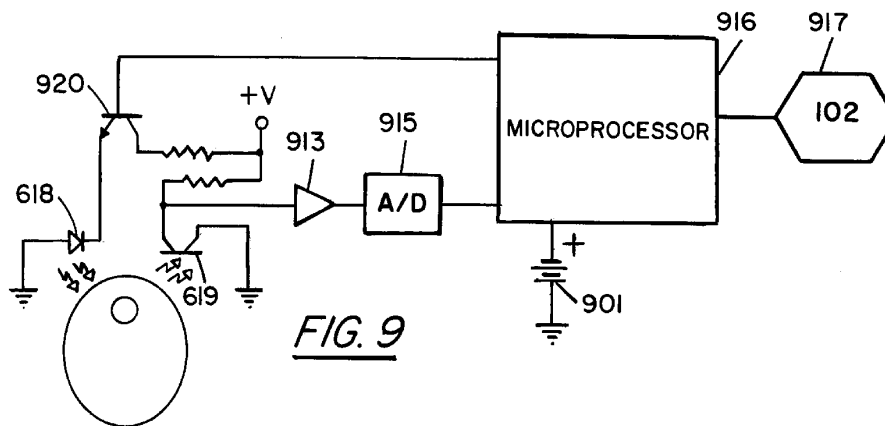 916
917
920
+V
913
915
MICROPROCESSOR
102
618
A/D
619
+
901
FIG. 9